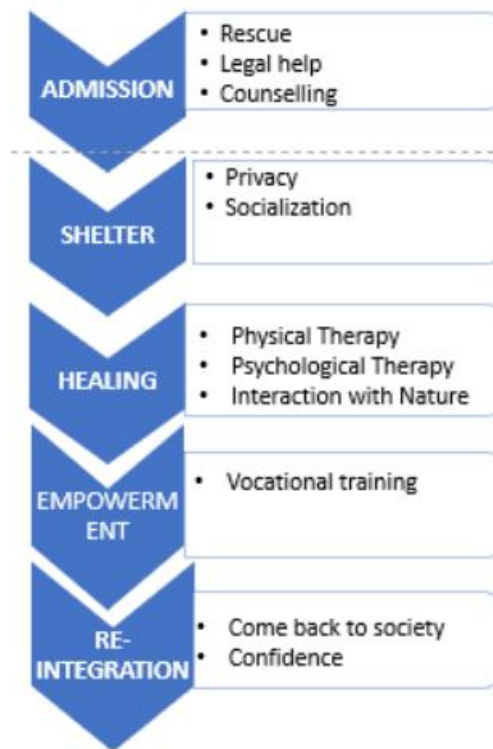 ADMISSION
• Rescue
• Legal help
• Counselling
SHELTER
• Privacy
• Socialization
HEALING
• Physical Therapy
• Psychological Therapy
• Interaction with Nature
EMPOWERM
ENT
• Vocational training
RE-
INTEGRATION
• Come back to society
• Confidence